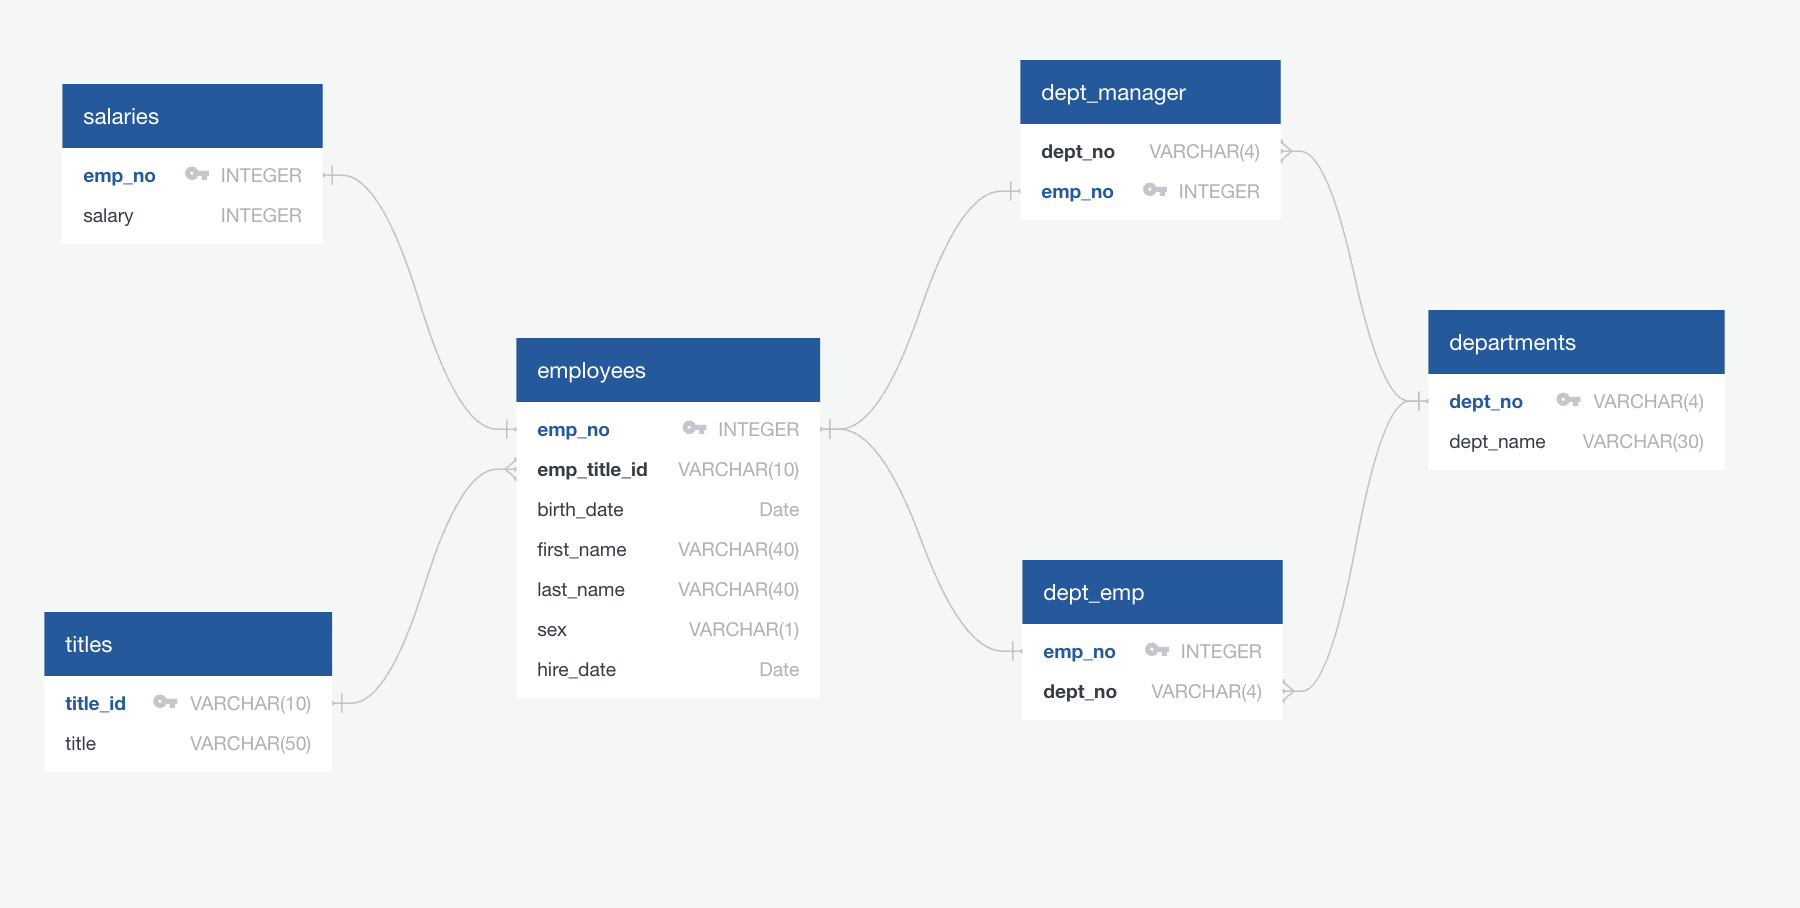 salaries
emp_no INTEGER
salary INTEGER
titles
title_id VARCHAR(10)
title VARCHAR(50)
employees
emp_no INTEGER
emp_title_id VARCHAR(10)
birth_date Date
first_name VARCHAR(40)
last_name VARCHAR(40)
sex VARCHAR(1)
hire_date Date
dept_manager
dept_no VARCHAR(4)
emp_no INTEGER
dept_emp
emp_no INTEGER
dept_no VARCHAR(4)
departments
dept_no VARCHAR(4)
dept_name VARCHAR(30)